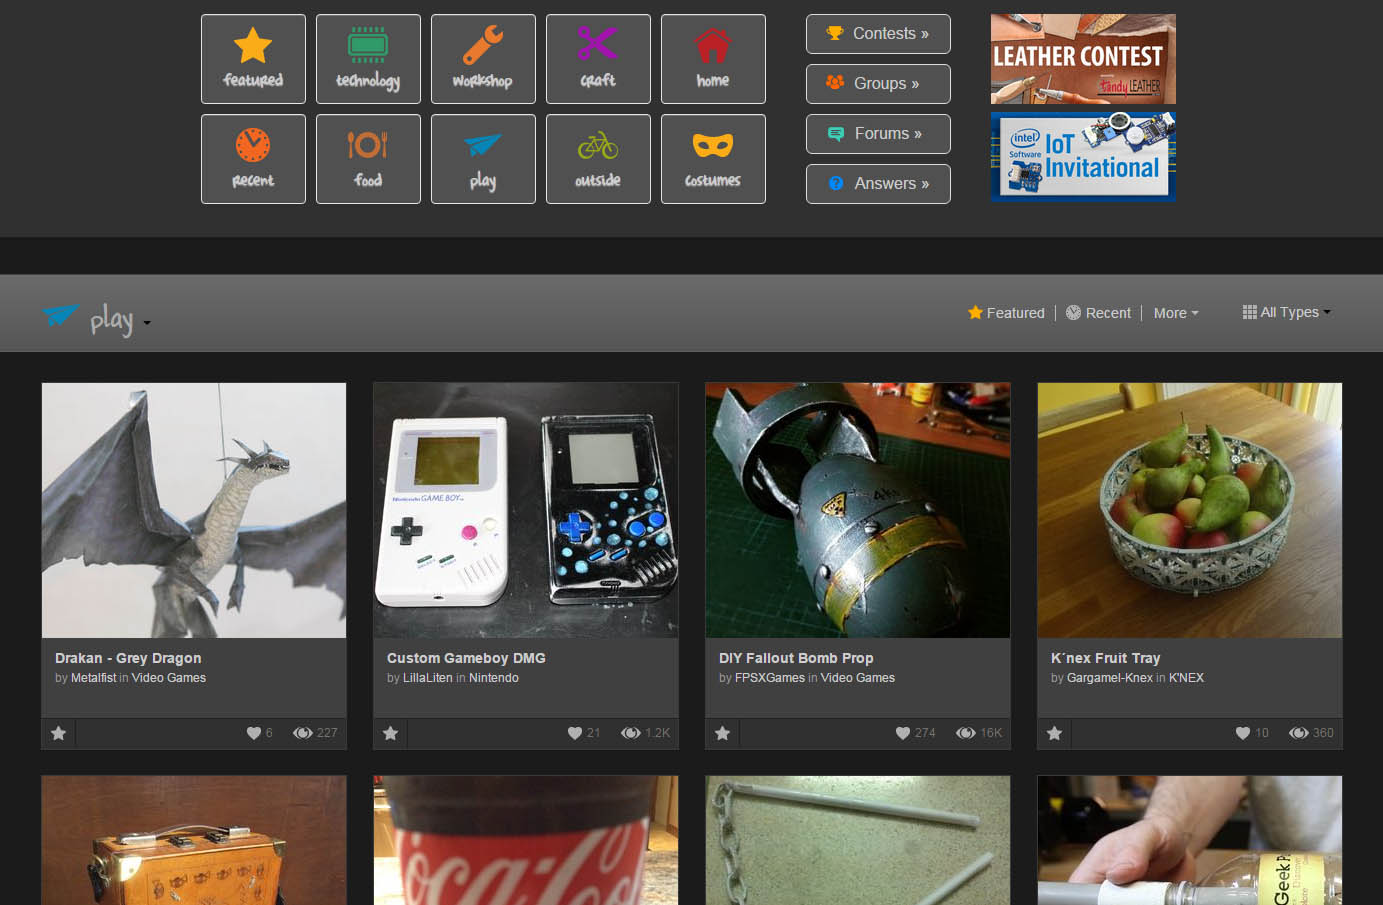 featured
technology
workshop
craft
home
Contests »
Groups »
Forums »
Answers »
recent
food
play
outside
costumes
LEATHER CONTEST
tandy LEATHER
intel
Software
IoT
Invitational
play
Featured
Recent
More
All Types
Nintendo GAME BOY
Drakan - Grey Dragon
by Metalfist in Video Games
6
227
Custom Gameboy DMG
by LillaLiten in Nintendo
21
1.2K
DIY Fallout Bomb Prop
by FPSXGames in Video Games
274
16K
K´nex Fruit Tray
by Gargamel-Knex in K'NEX
10
360